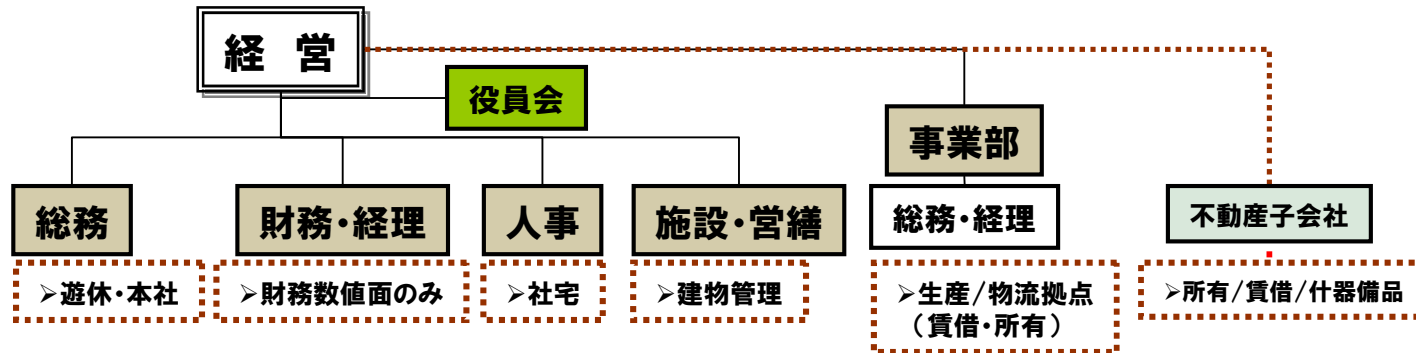 経 営
役員会
事業部
総務
財務・経理
人事
施設・営繕
総務・経理
不動産子会社
➢遊休・本社
➢財務数値面のみ
➢社宅
➢建物管理
➢生産/物流拠点
（賃借・所有）
➢所有/賃借/什器備品